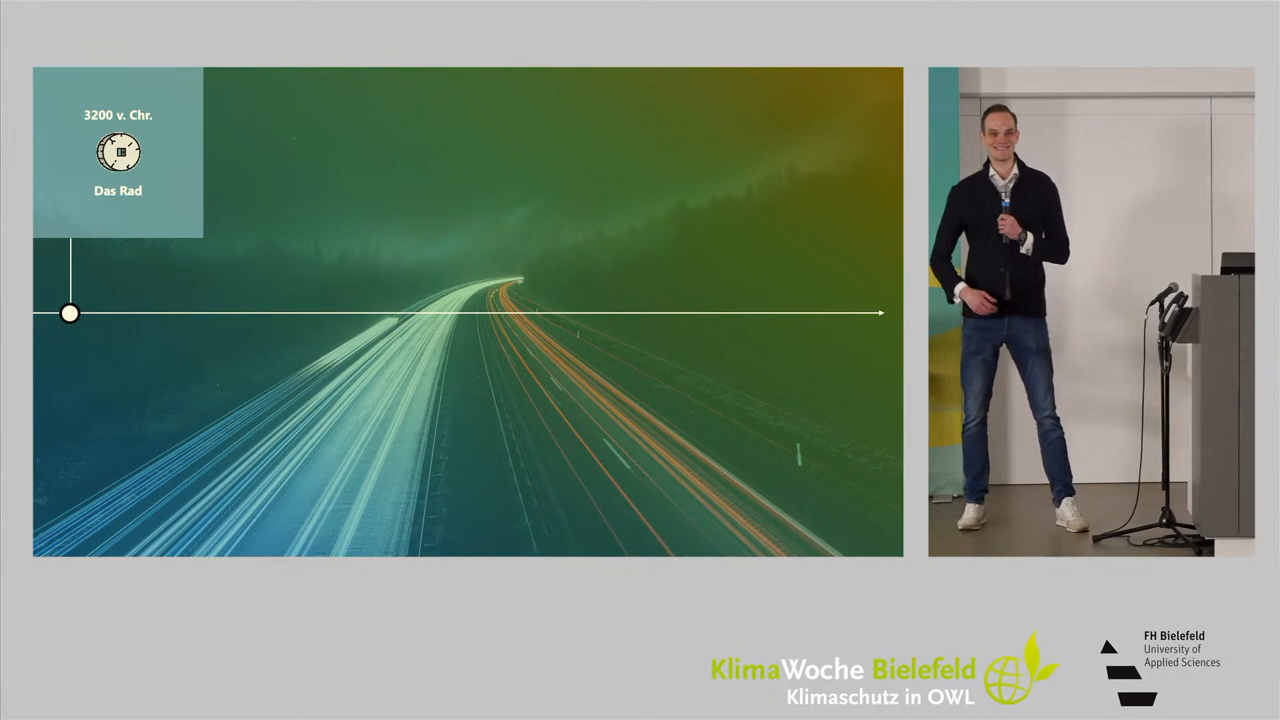 3200 v. Chr.
Das Rad
KlimaWoche Bielefeld
Klimaschutz in OWL
FH Bielefeld
University of
Applied Sciences